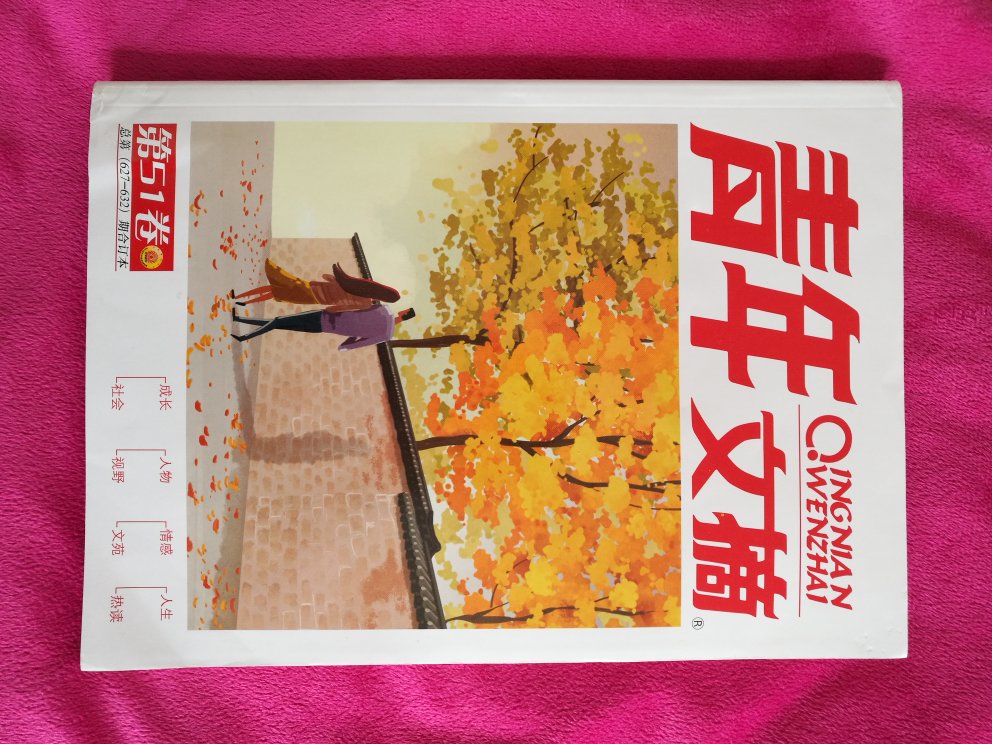 青年文摘®
QINGNIAN
WENZHAI
第51卷
总第（627-632）期合订本
成长 人物 情感 人生
社会 视野 文苑 热读